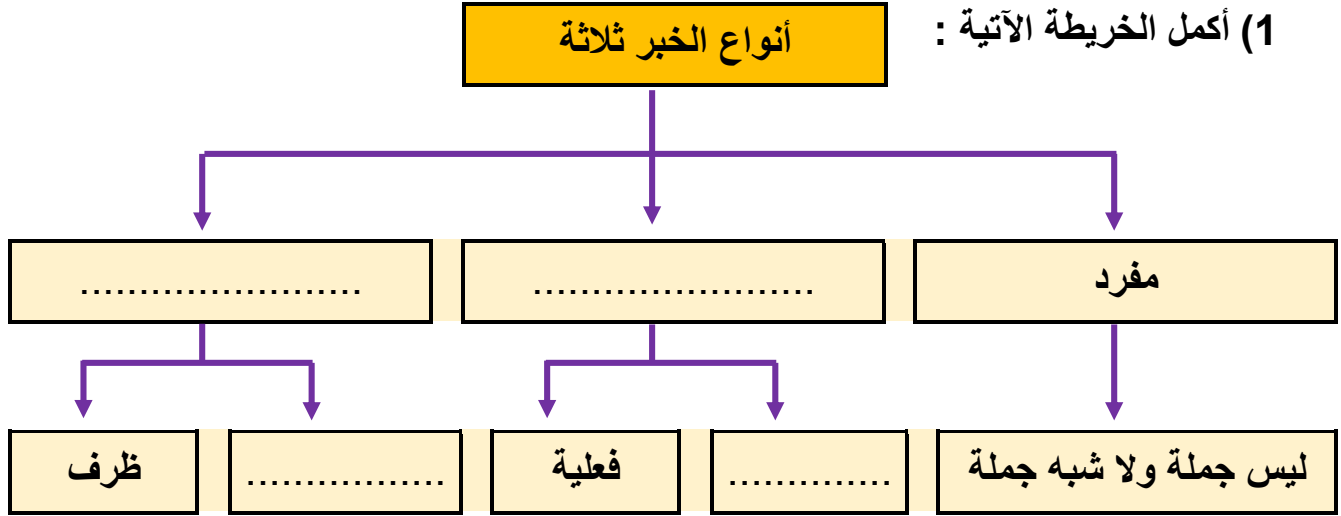 1) أكمل الخريطة الآتية :
أنواع الخبر ثلاثة
مفرد
........................
........................
ليس جملة ولا شبه جملة
..............
فعلية
.................
ظرف